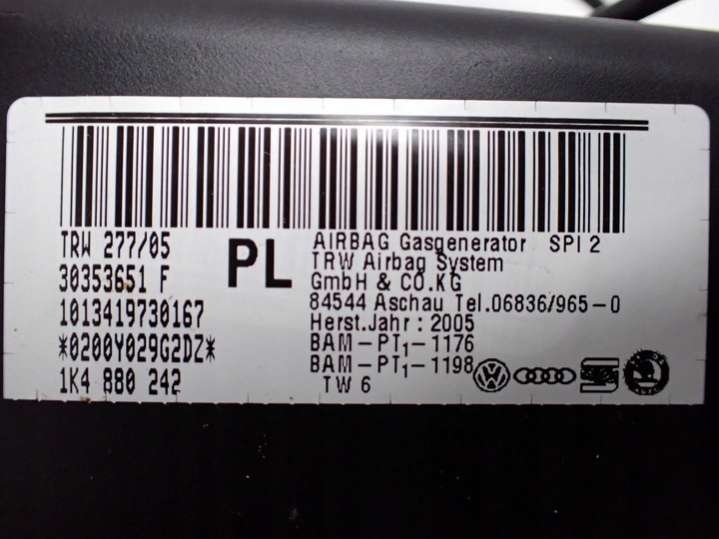 TRW 277/05
30353651 F
1013419730167
*0200Y029G2DZ*
1K4 880 242
PL
AIRBAG Gasgenerator SPI 2
TRW Airbag System
GmbH & CO.KG
84544 Aschau Tel.06836/965-0
Herst.Jahr : 2005
BAM-PT₁-1176
BAM-PT₁-1198
TW 6